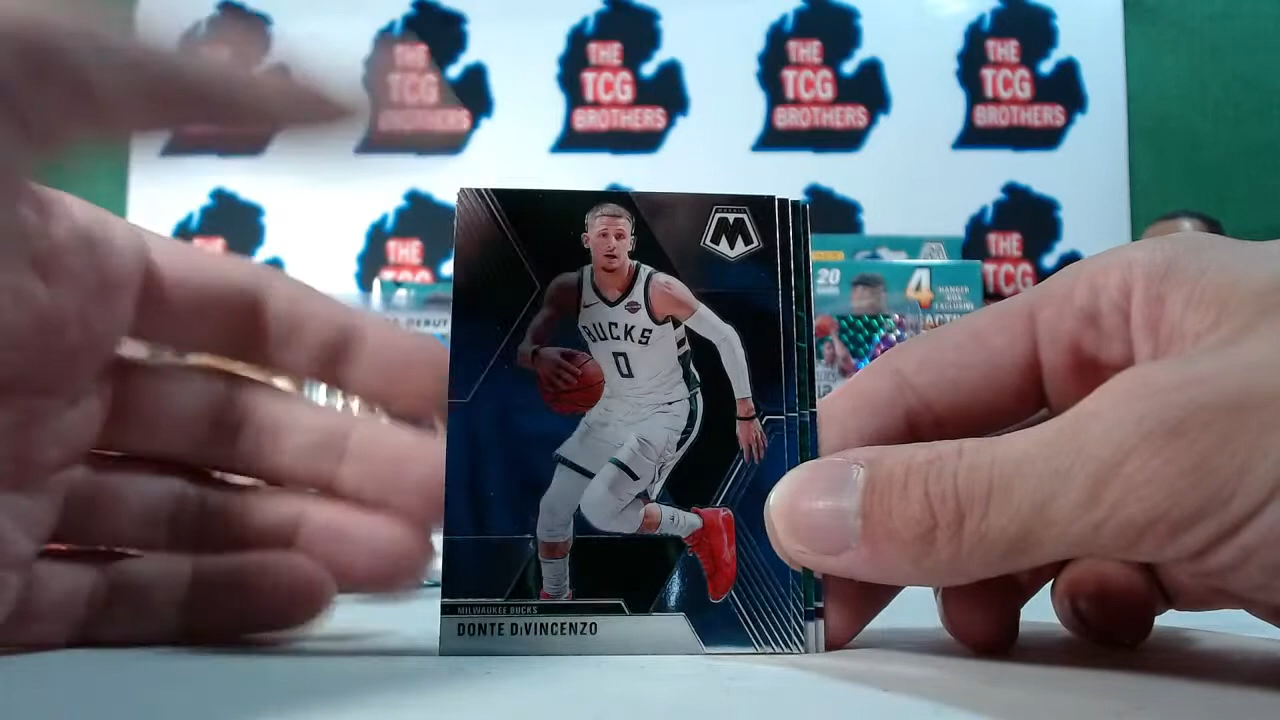 THE
TCG
BROTHERS
THE
TCG
BROTHERS
THE
TCG
BROTHERS
THE
TCG
BROTHERS
THE
TCG
THE
MOSAIC
M
BUCKS
0
MILWAUKEE BUCKS
DONTE DiVINCENZO
20
4
HANGER
BOX
EXCLUSIVE
DEBUT